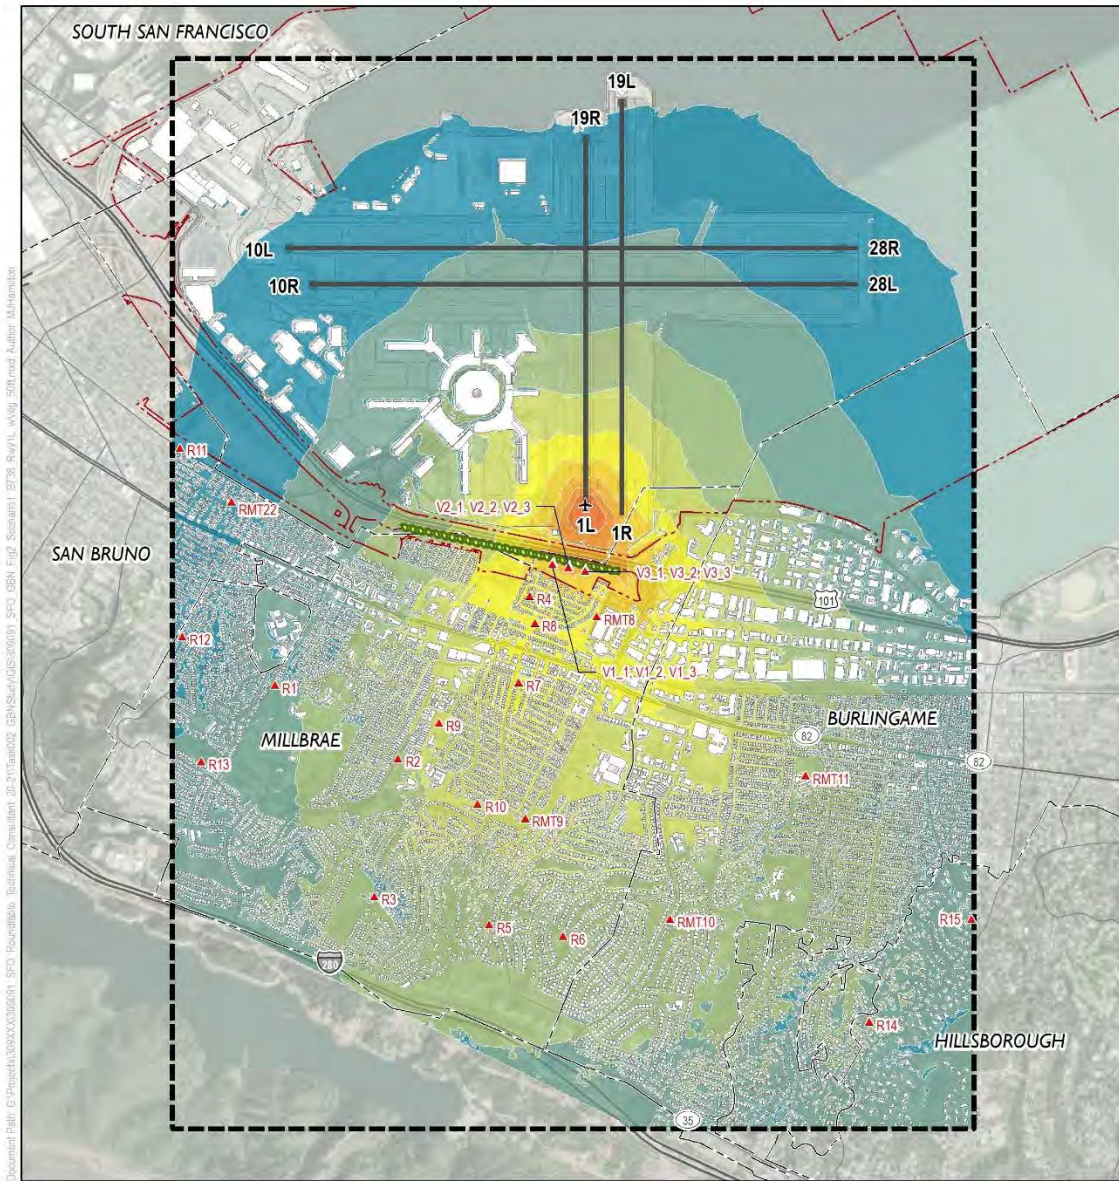 SOUTH SAN FRANCISCO
19L
19R
10L
28R
10R
28L
R11
V2_1, V2_2, V2_3
RMT22
1L
1R
SAN BRUNO
V3_1, V3_2, V3_3
R4
101
RMT8
R8
R12
V1_1, V1_2, V1_3
R1
R7
BURLINGAME
R9
82
MILLBRAE
R2
82
R13
RMT11
R10
RMT9
R3
RMT10
R15
R5
R6
280
R14
HILLSBOROUGH
35